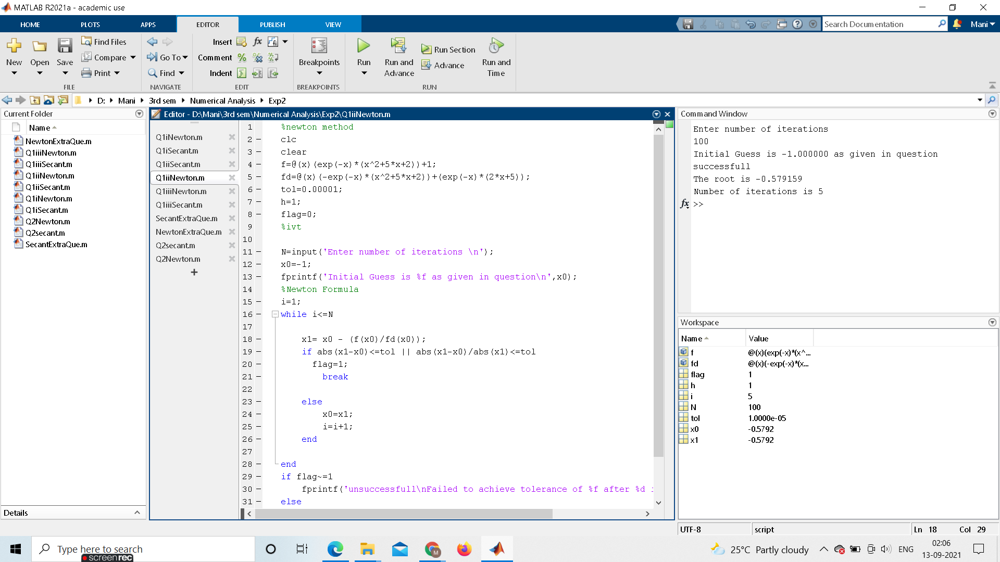 MATLAB R2021a - academic use
HOME PLOTS APPS EDITOR PUBLISH VIEW
Search Documentation
Mani
New
Open
Save
Find Files
Compare
Print
FILE
Go To
Find
NAVIGATE
Insert
fx
fi
Comment
%
Indent
EDIT
Breakpoints
BREAKPOINTS
Run
Run and Advance
Run Section
Advance
Run and Time
RUN
D: Mani 3rd sem Numerical Analysis Exp2
Current Folder
Name
NewtonExtraQue.m
Q1iiiNewton.m
Q1iiiSecant.m
Q1iiNewton.m
Q1iiSecant.m
Q1iNewton.m
Q1iSecant.m
Q2Newton.m
Q2secant.m
SecantExtraQue.m
Details
Editor - D:\Mani\3rd sem\Numerical Analysis\Exp2\Q1iiNewton.m
Q1iNewton.m
Q1iSecant.m
Q1iiSecant.m
Q1iiNewton.m
Q1iiiNewton.m
Q1iiiSecant.m
SecantExtraQue.m
NewtonExtraQue.m
Q2secant.m
Q2Newton.m
+
1 %newton method
2 – clc
3 – clear
4 – f=@(x)(exp(-x)*(x^2+5*x+2))+1;
5 – fd=@(x)(-exp(-x)*(x^2+5*x+2))+(exp(-x)*(2*x+5));
6 – tol=0.00001;
7 – h=1;
8 – flag=0;
9 %ivt
10
11 – N=input('Enter number of iterations \n');
12 – x0=-1;
13 – fprintf('Initial Guess is %f as given in question\n',x0);
14 %Newton Formula
15 – i=1;
16 – while i<=N
17
18 – x1= x0 - (f(x0)/fd(x0));
19 – if abs(x1-x0)<=tol || abs(x1-x0)/abs(x1)<=tol
20 – flag=1;
21 – break
22
23 – else
24 – x0=x1;
25 – i=i+1;
26 – end
27
28 – end
29 – if flag~=1
30 – fprintf('unsuccessfull\nFailed to achieve tolerance of %f after %d
31 – else
Command Window
Enter number of iterations
100
Initial Guess is -1.000000 as given in question
successfull
The root is -0.579159
Number of iterations is 5
fx >>
Workspace
Name Value
f @(x)(exp(-x)*(x^...
fd @(x)(-exp(-x)*(x...
flag 1
h 1
i 5
N 100
tol 1.0000e-05
x0 -0.5792
x1 -0.5792
UTF-8 script Ln 18 Col 29
Type here to search
screenrec
M
25°C Partly cloudy
ENG
02:06
13-09-2021